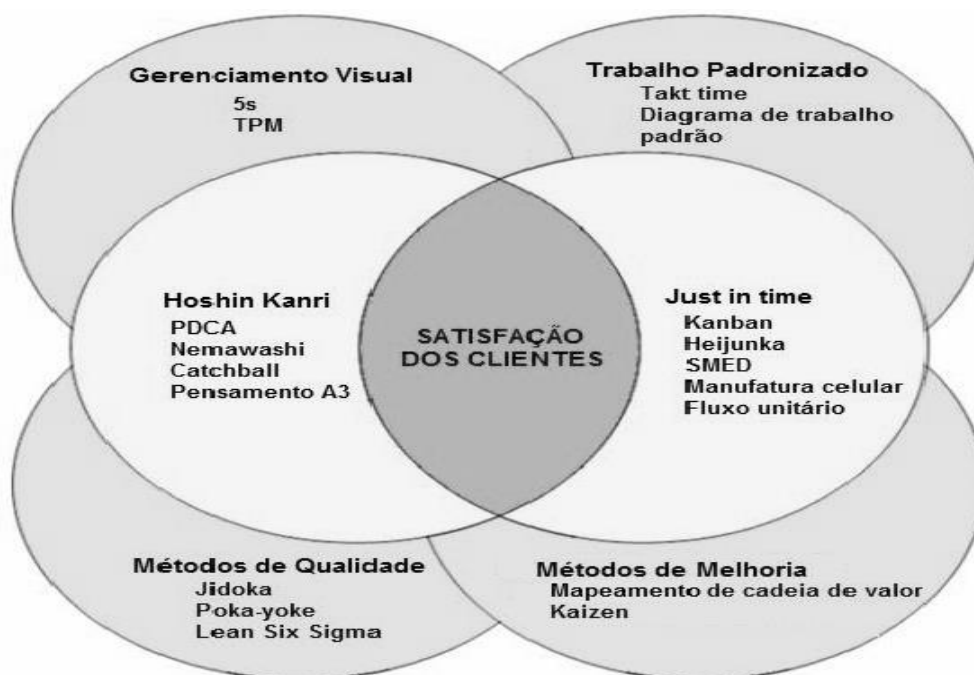 Gerenciamento Visual
5s
TPM
Trabalho Padronizado
Takt time
Diagrama de trabalho
padrão
Hoshin Kanri
PDCA
Nemawashi
Catchball
Pensamento A3
SATISFAÇÃO
DOS CLIENTES
Just in time
Kanban
Heijunka
SMED
Manufatura celular
Fluxo unitário
Métodos de Qualidade
Jidoka
Poka-yoke
Lean Six Sigma
Métodos de Melhoria
Mapeamento de cadeia de valor
Kaizen